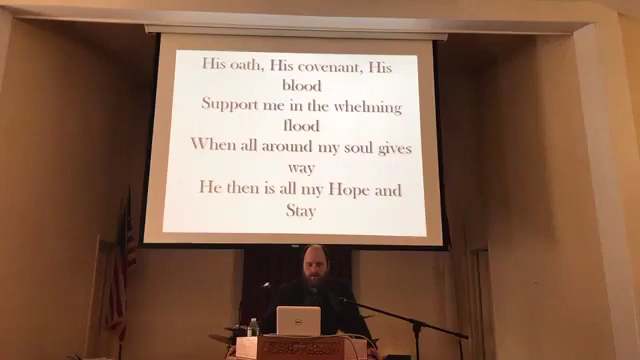 His oath, His covenant, His
blood
Support me in the whelming
flood
When all around my soul gives
way
He then is all my Hope and
Stay